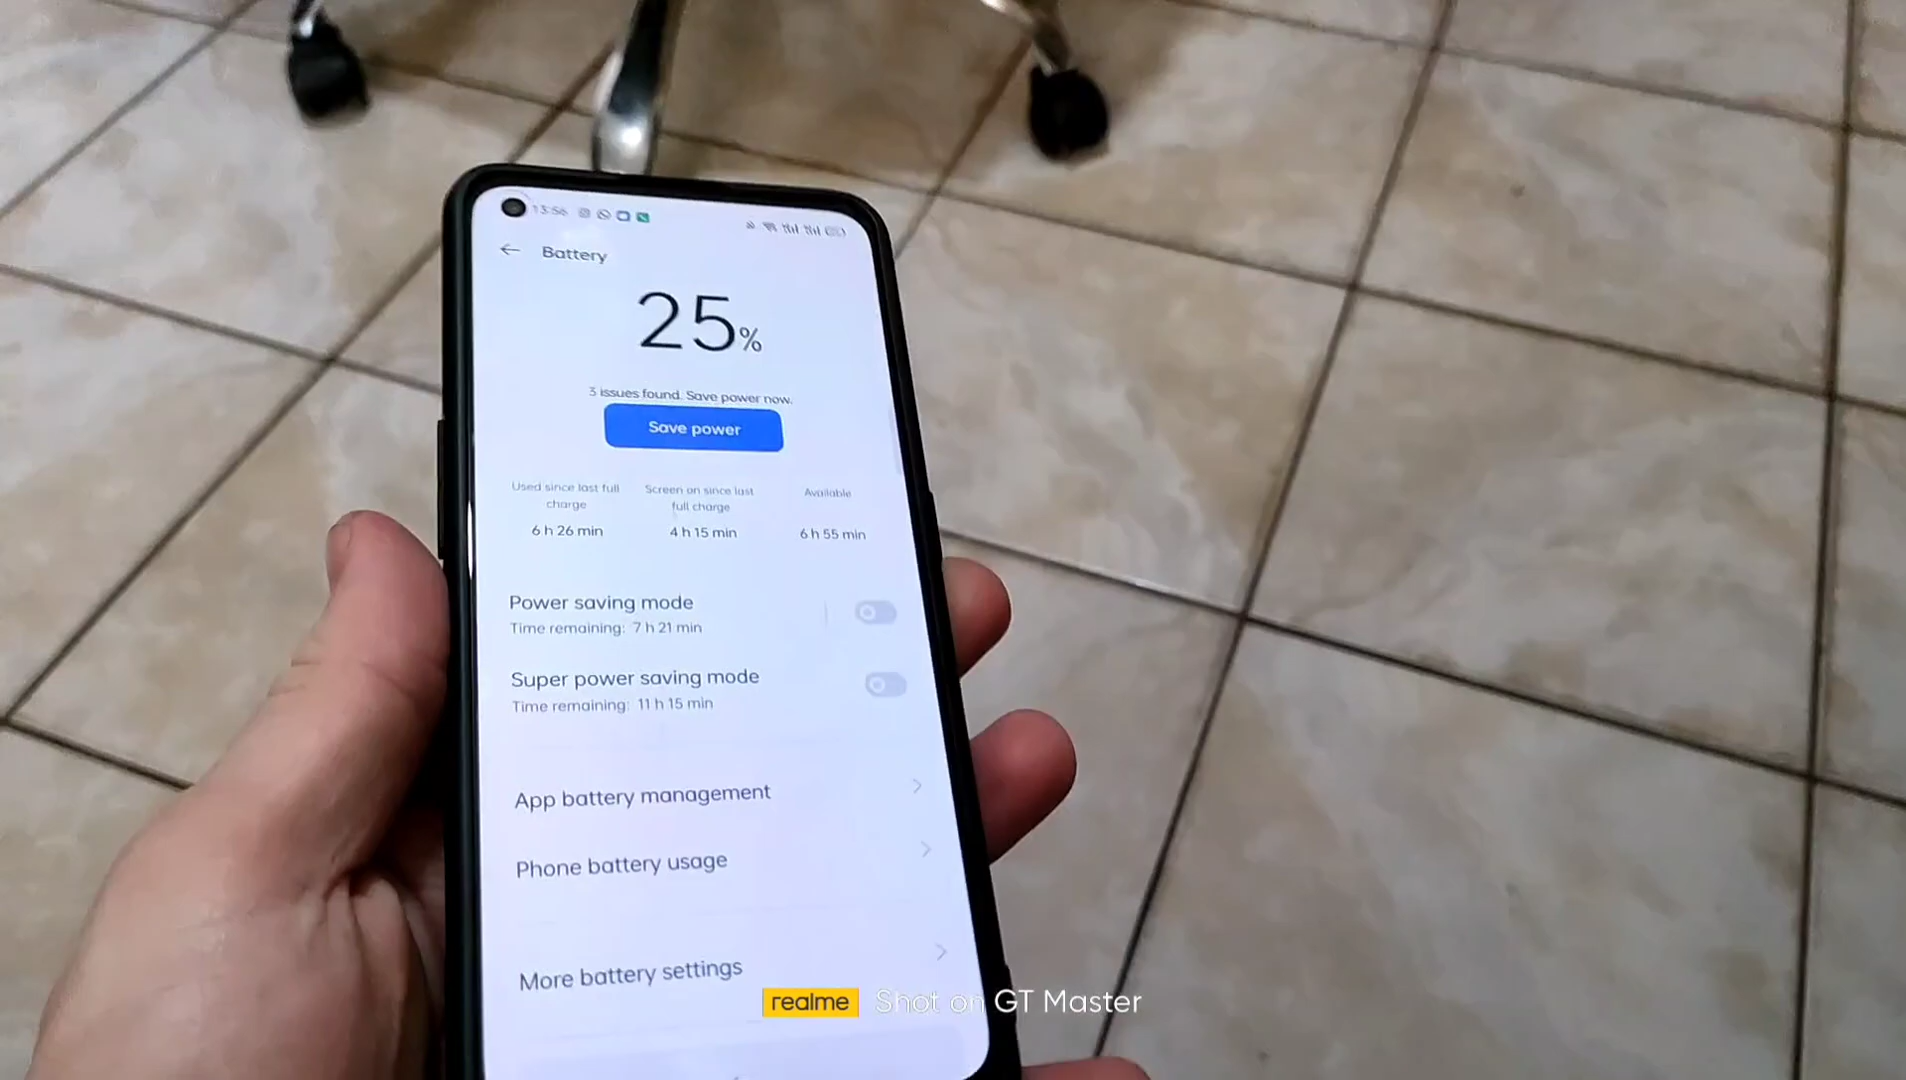 13:56
Battery
25%
3 issues found. Save power now.
Save power
Used since last full charge
6 h 26 min
Screen on since last full charge
4 h 15 min
Available
6 h 55 min
Power saving mode
Time remaining: 7 h 21 min
Super power saving mode
Time remaining: 11 h 15 min
App battery management
Phone battery usage
More battery settings
realme Shot on GT Master